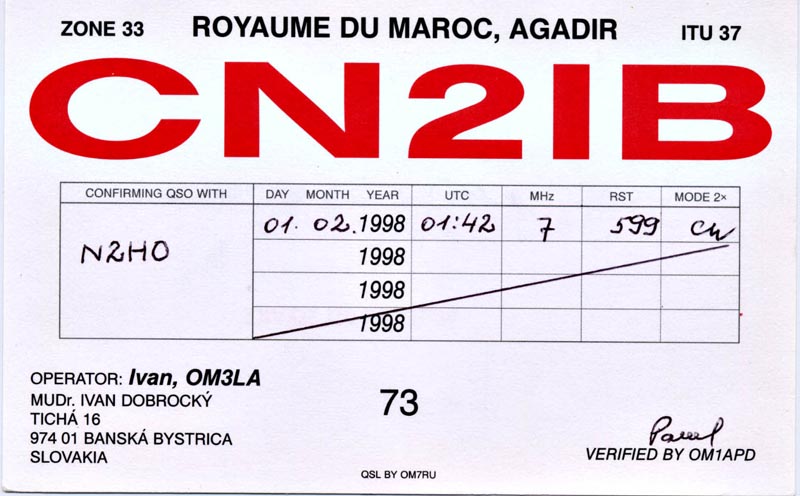 ZONE 33 ROYAUME DU MAROC, AGADIR ITU 37
CN2IB
CONFIRMING QSO WITH DAY MONTH YEAR UTC MHz RST MODE 2×
01. 02. 1998 01:42 7 599 CW
N2HO 1998
1998
1998
OPERATOR: Ivan, OM3LA
MUDr. IVAN DOBROCKÝ
TICHÁ 16
974 01 BANSKÁ BYSTRICA
SLOVAKIA
73
Pavel
VERIFIED BY OM1APD
QSL BY OM7RU